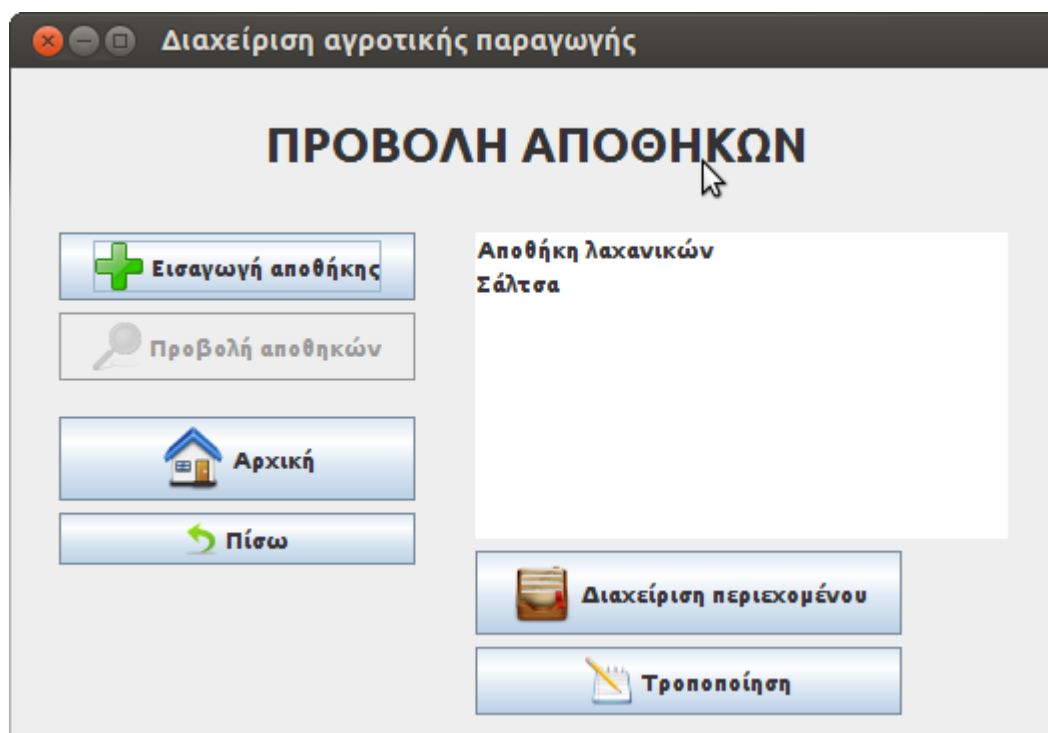 Διαχείριση αγροτικής παραγωγής
ΠΡΟΒΟΛΗ ΑΠΟΘΗΚΩΝ
Εισαγωγή αποθήκης
Προβολή αποθηκών
Αρχική
Πίσω
Αποθήκη λαχανικών
Σάλτσα
Διαχείριση περιεχομένου
Τροποποίηση